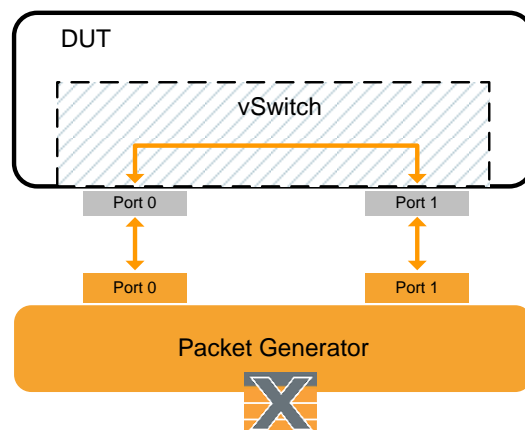 DUT
vSwitch
Port 0
Port 1
Port 0
Port 1
Packet Generator
X